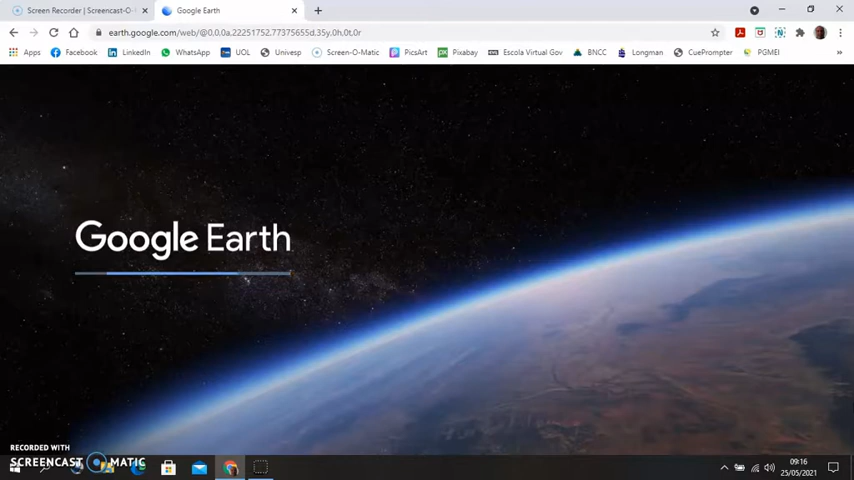 Screen Recorder | Screencast-O-
Google Earth
earth.google.com/web/@0,0,0a,22251752.77375655d,35y,0h,0t,0r
Apps
Facebook
LinkedIn
WhatsApp
UOL
Univesp
Screen-O-Matic
PicsArt
Pixabay
Escola Virtual Gov
BNCC
Longman
CuePrompter
PGMEI
Google Earth
RECORDED WITH
SCREENCAST MATIC
09:16
25/05/2021